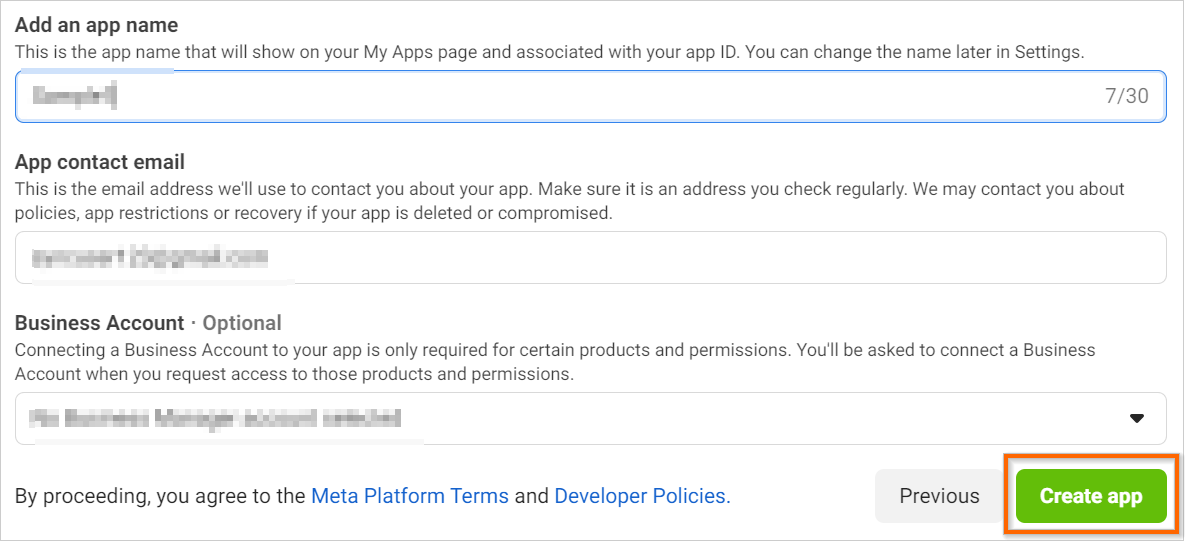 Add an app name
This is the app name that will show on your My Apps page and associated with your app ID. You can change the name later in Settings.
7/30
App contact email
This is the email address we'll use to contact you about your app. Make sure it is an address you check regularly. We may contact you about
policies, app restrictions or recovery if your app is deleted or compromised.
Business Account · Optional
Connecting a Business Account to your app is only required for certain products and permissions. You'll be asked to connect a Business
Account when you request access to those products and permissions.
By proceeding, you agree to the Meta Platform Terms and Developer Policies.
Previous
Create app